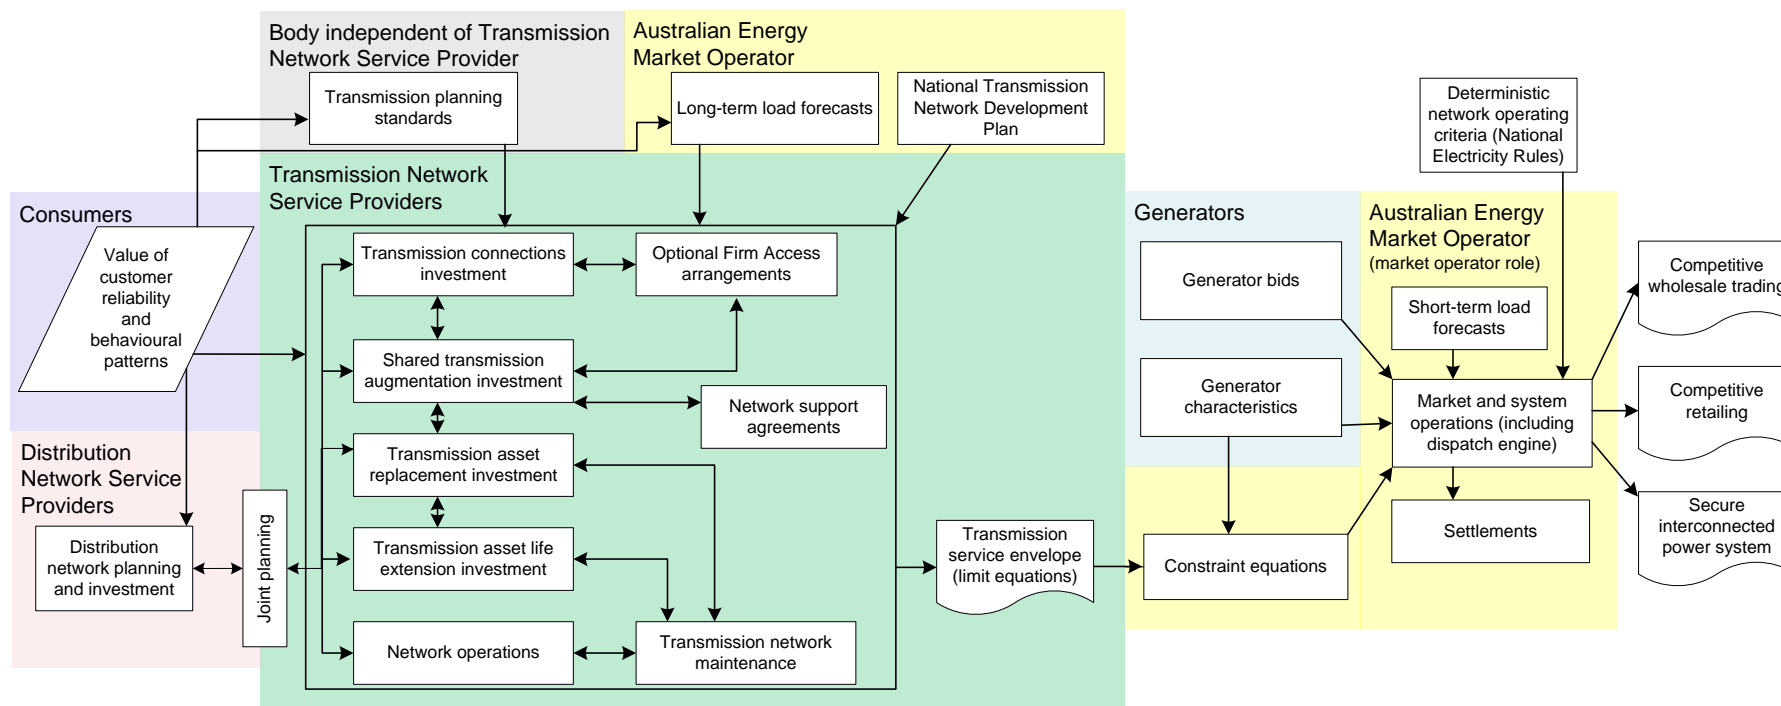 Body independent of Transmission
Network Service Provider
Transmission planning
standards
Australian Energy
Market Operator
Long-term load forecasts
National Transmission
Network Development
Plan
Deterministic
network operating
criteria (National
Electricity Rules)
Consumers
Value of
customer
reliability
and
behavioural
patterns
Distribution
Network Service
Providers
Distribution
network planning
and investment
Joint planning
Transmission Network
Service Providers
Transmission connections
investment
Optional Firm Access
arrangements
Shared transmission
augmentation investment
Network support
agreements
Transmission asset
replacement investment
Transmission asset life
extension investment
Network operations
Transmission network
maintenance
Transmission
service envelope
(limit equations)
Generators
Generator bids
Generator
characteristics
Constraint equations
Australian Energy
Market Operator
(market operator role)
Short-term load
forecasts
Market and system
operations (including
dispatch engine)
Settlements
Competitive
wholesale trading
Competitive
retailing
Secure
interconnected
power system